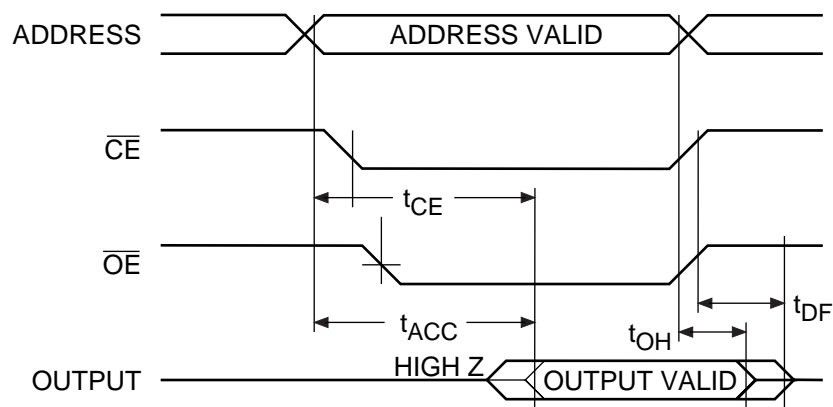 ADDRESS
ADDRESS VALID
CE
tCE
OE
tDF
tACC
tOH
HIGH Z
OUTPUT
OUTPUT VALID